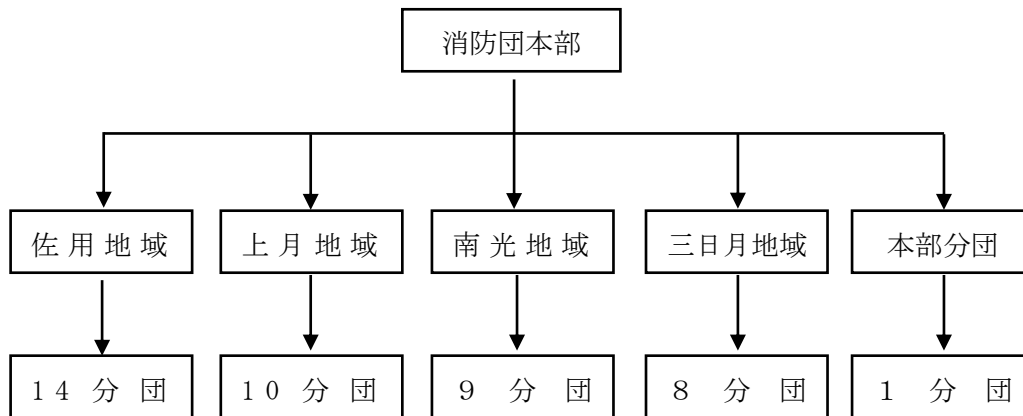 消防団本部
佐用地域
上月地域
南光地域
三日月地域
本部分団
14分団
10分団
9分団
8分団
1分団